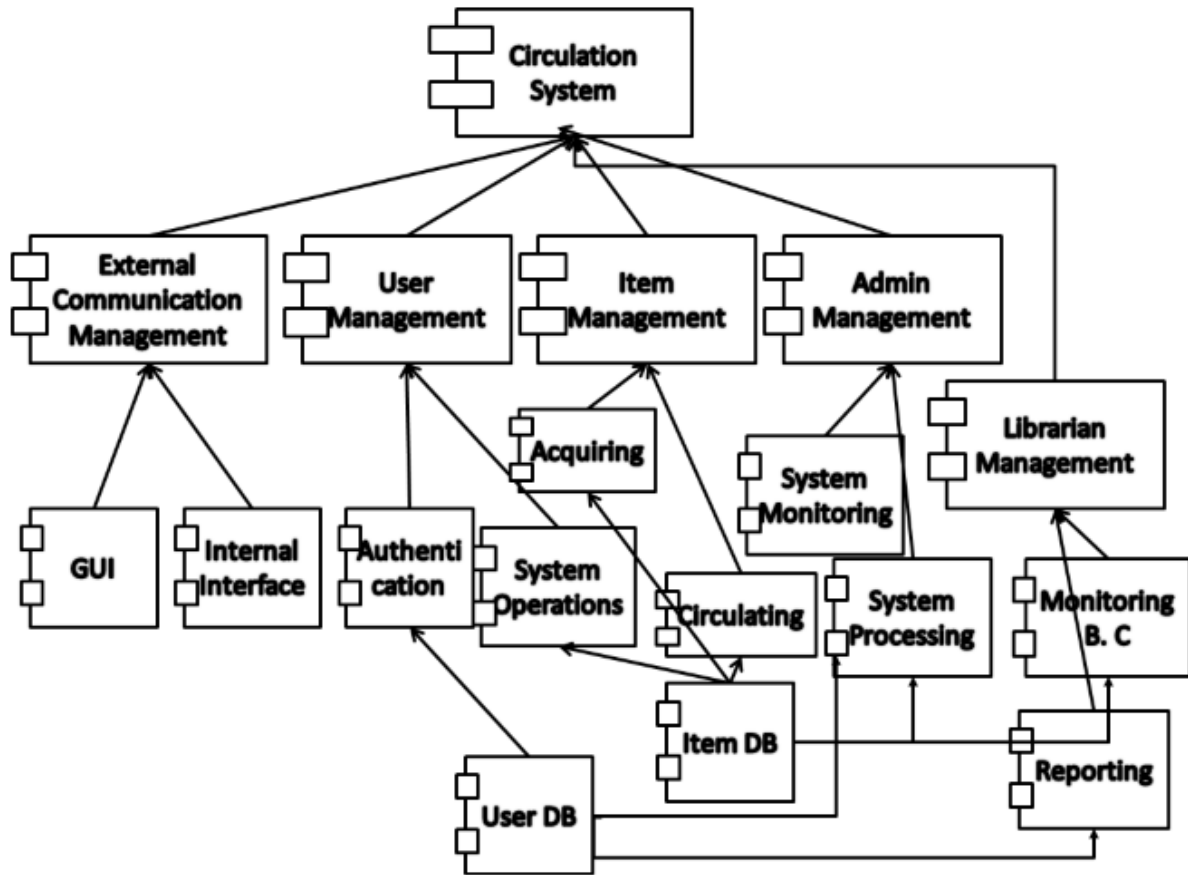 Circulation
System
External
Communication
Management
User
Management
Item
Management
Admin
Management
Librarian
Management
Acquiring
System
Monitoring
GUI
Internal
Interface
Authenti
cation
System
Operations
Circulating
System
Processing
Monitoring
B. C
Item DB
Reporting
User DB